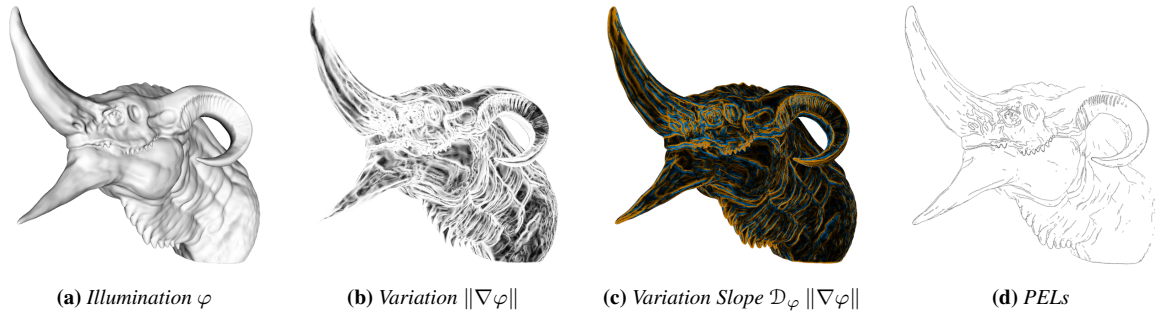 (a) Illumination φ
(b) Variation ‖∇φ‖
(c) Variation Slope 𝒟φ ‖∇φ‖
(d) PELs